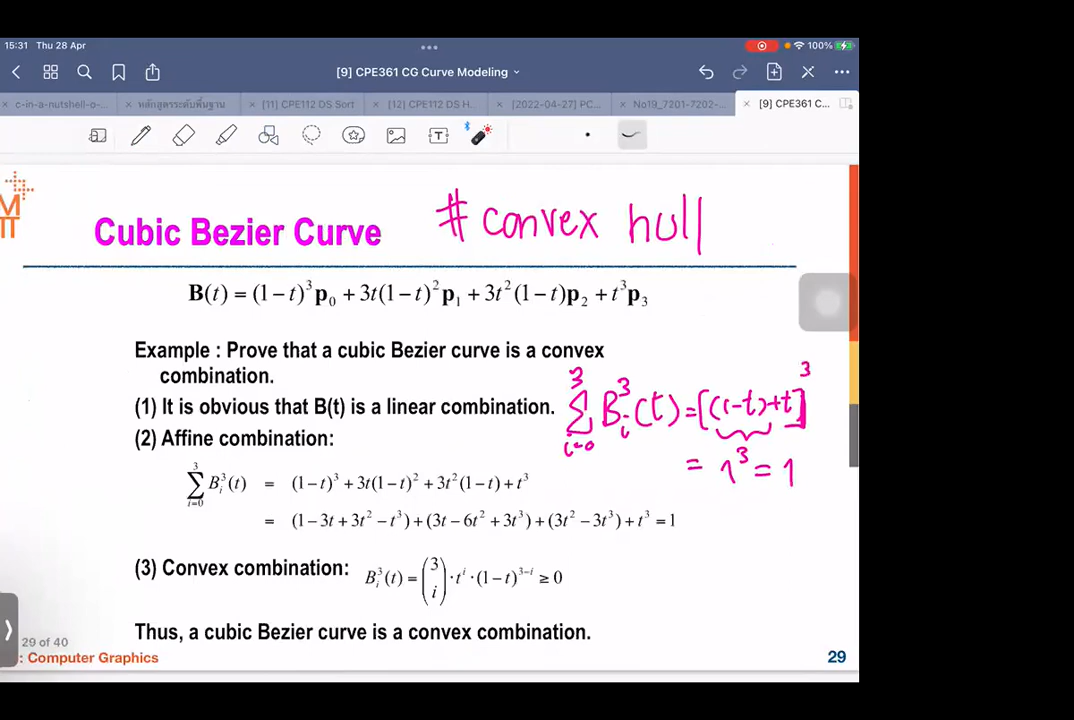 15:31 Thu 28 Apr
100%
[9] CPE361 CG Curve Modeling
c-in-a-nutshell-o-...
หลักสูตรระดับพื้นฐาน
[11] CPE112 DS Sort
[12] CPE112 DS H...
[2022-04-27] PC...
No19_7201-7202-...
[9] CPE361 C...
Cubic Bezier Curve # convex hull
B(t) = (1−t)³p₀ + 3t(1−t)²p₁ + 3t²(1−t)p₂ + t³p₃
Example : Prove that a cubic Bezier curve is a convex
combination.
(1) It is obvious that B(t) is a linear combination.
∑³ᵢ₌₀ B³ᵢ(t) = [(1−t)+t]³
= 1³ = 1
(2) Affine combination:
∑³ᵢ₌₀ B³ᵢ(t) = (1−t)³ + 3t(1−t)² + 3t²(1−t) + t³
= (1−3t+3t²−t³)+(3t−6t²+3t³)+(3t²−3t³)+t³ = 1
(3) Convex combination: B³ᵢ(t) = (3 i)·tⁱ·(1−t)³⁻ⁱ ≥ 0
Thus, a cubic Bezier curve is a convex combination.
29 of 40
: Computer Graphics
29